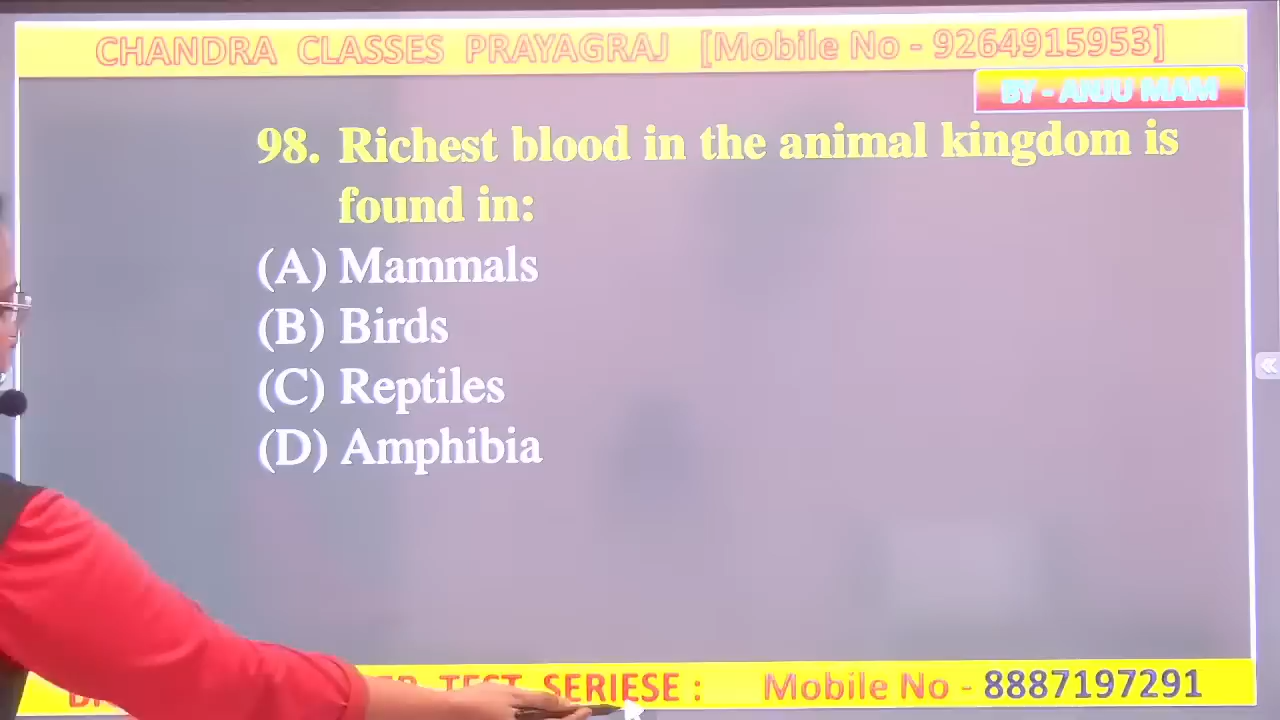 CHANDRA CLASSES PRAYAGRAJ [Mobile No - 9264915953]
BY - ANJU MAM
98. Richest blood in the animal kingdom is
found in:
(A) Mammals
(B) Birds
(C) Reptiles
(D) Amphibia
TEST SERIESE : Mobile No - 8887197291